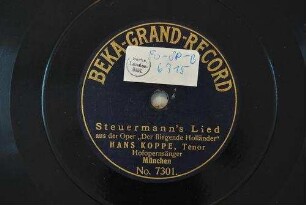 BEKA-GRAND-RECORD
Steuermann's Lied
aus der Oper „Der fliegende Holländer"
HANS KOPPE, Tenor
Hofopernsänger
München
No. 7301.